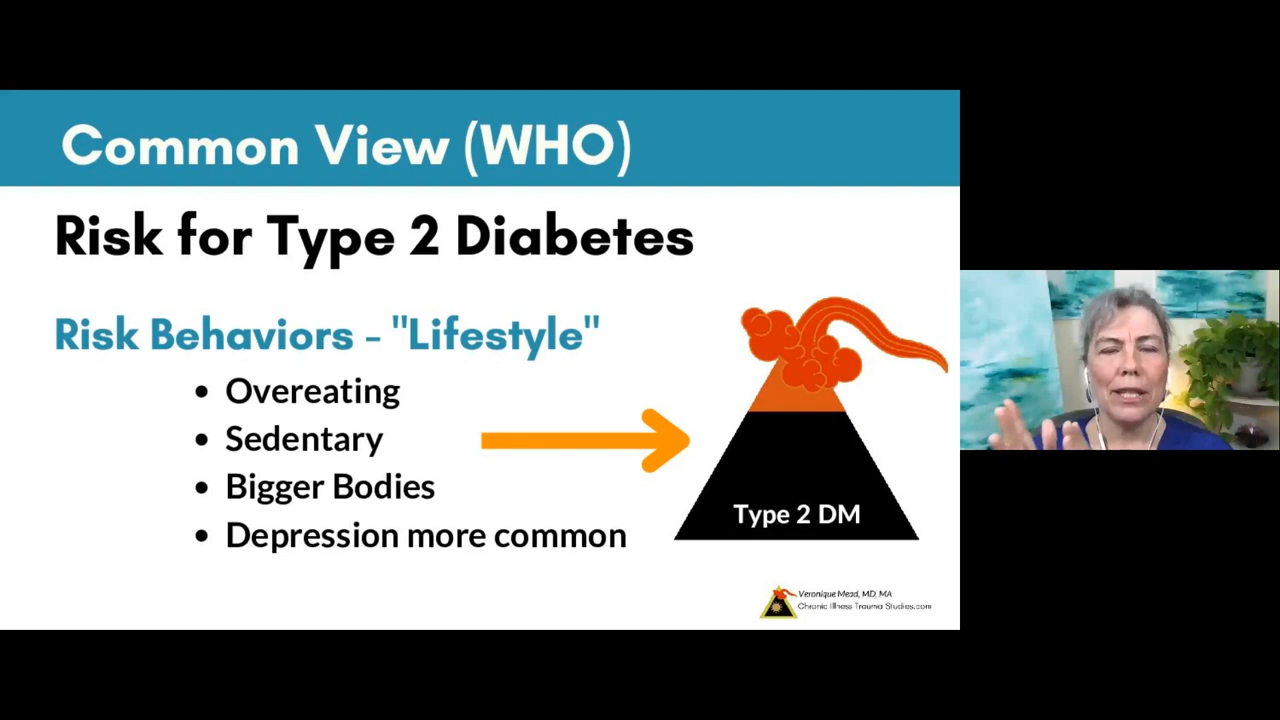 Common View (WHO)
Risk for Type 2 Diabetes
Risk Behaviors - "Lifestyle"
• Overeating
• Sedentary
• Bigger Bodies
• Depression more common
Type 2 DM
Veronique Mead, MD, MA
Chronic Illness Trauma Studies.com